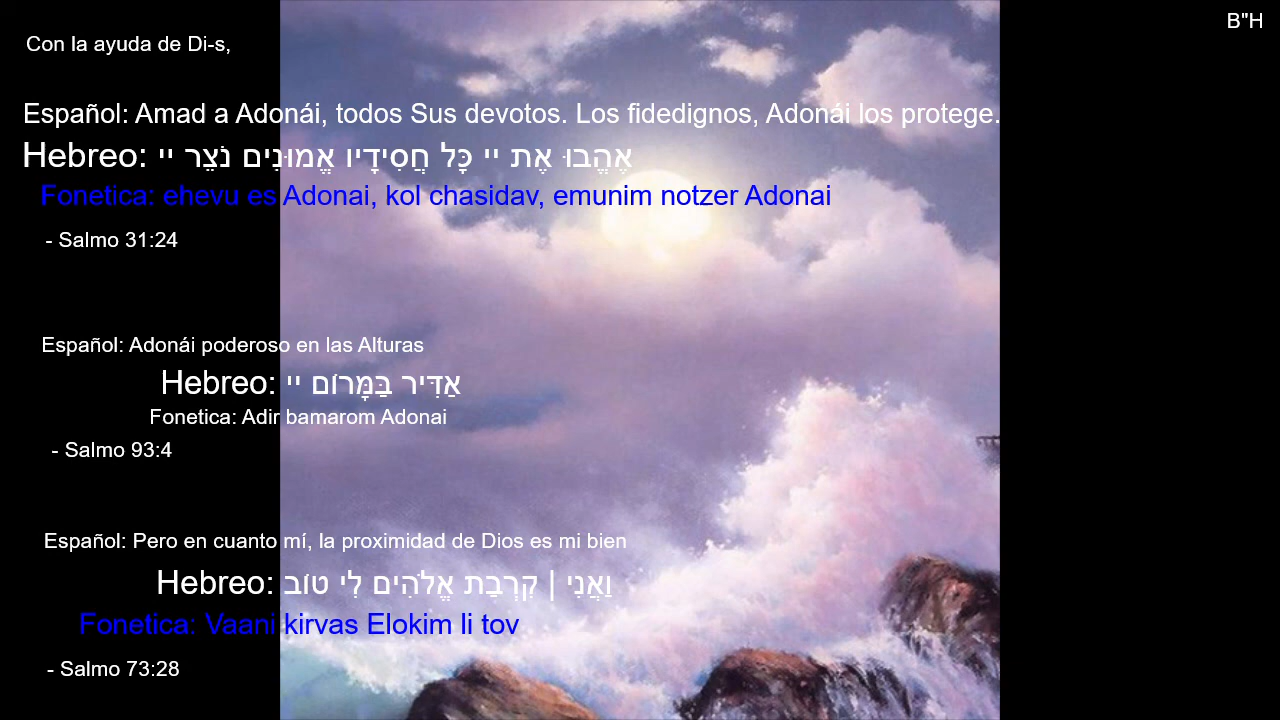 B"H
Con la ayuda de Di-s,
Español: Amad a Adonái, todos Sus devotos. Los fidedignos, Adonái los protege.
Hebreo: אֶהֱבוּ אֶת יי כָּל חֲסִידָיו אֱמוּנִים נֹצֵר יי
Fonetica: ehevu es Adonai, kol chasidav, emunim notzer Adonai
- Salmo 31:24
Español: Adonái poderoso en las Alturas
Hebreo: אַדִּיר בַּמָּרוֹם יי
Fonetica: Adir bamarom Adonai
- Salmo 93:4
Español: Pero en cuanto mí, la proximidad de Dios es mi bien
Hebreo: וַאֲנִי | קִרְבַת אֱלֹהִים לִי טוֹב
Fonetica: Vaani kirvas Elokim li tov
- Salmo 73:28